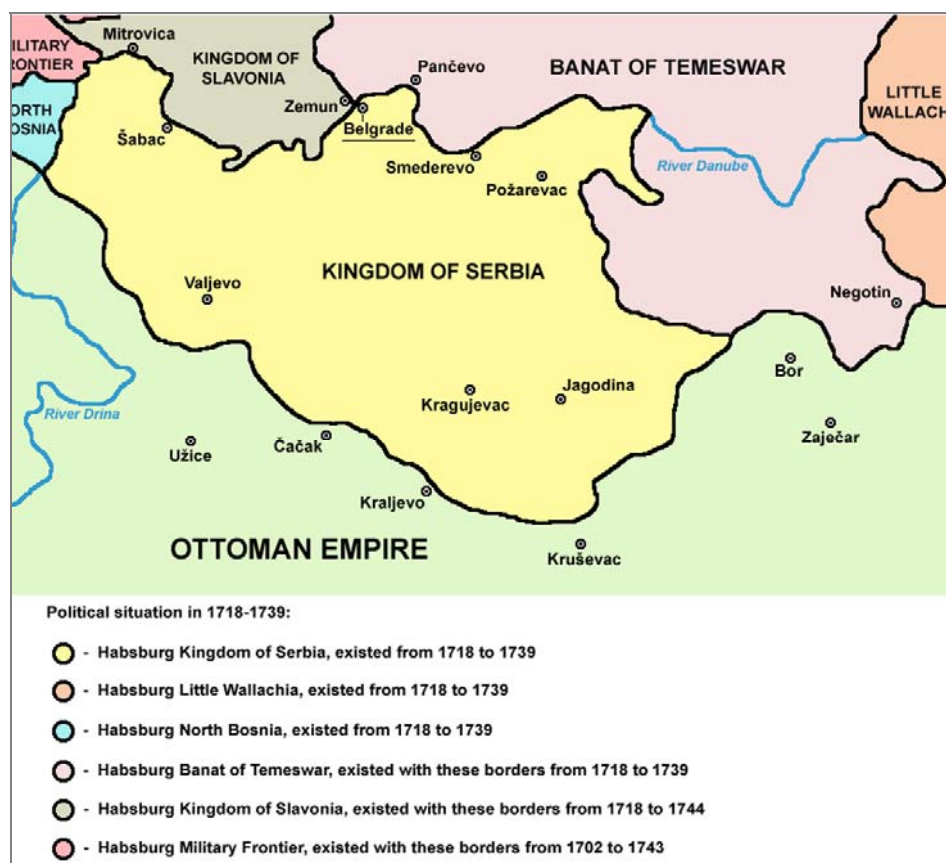 Mitrovica
MILITARY
FRONTIER
KINGDOM OF
SLAVONIA
Pančevo
BANAT OF TEMESWAR
LITTLE
WALLACH
Zemun
Belgrade
NORTH
BOSNIA
Šabac
Smederevo
Požarevac
River Danube
KINGDOM OF SERBIA
Valjevo
Negotin
Bor
Jagodina
Kragujevac
River Drina
Užice
Čačak
Zaječar
Kraljevo
OTTOMAN EMPIRE
Kruševac
Political situation in 1718-1739:
- Habsburg Kingdom of Serbia, existed from 1718 to 1739
- Habsburg Little Wallachia, existed from 1718 to 1739
- Habsburg North Bosnia, existed from 1718 to 1739
- Habsburg Banat of Temeswar, existed with these borders from 1718 to 1739
- Habsburg Kingdom of Slavonia, existed with these borders from 1718 to 1744
- Habsburg Military Frontier, existed with these borders from 1702 to 1743